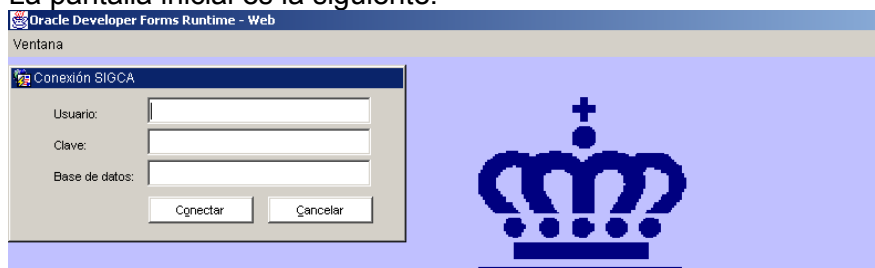 La pantalla inicial es la siguiente:
Oracle Developer Forms Runtime - Web
Ventana
Conexión SIGCA
Usuario:
Clave:
Base de datos:
Conectar Cancelar